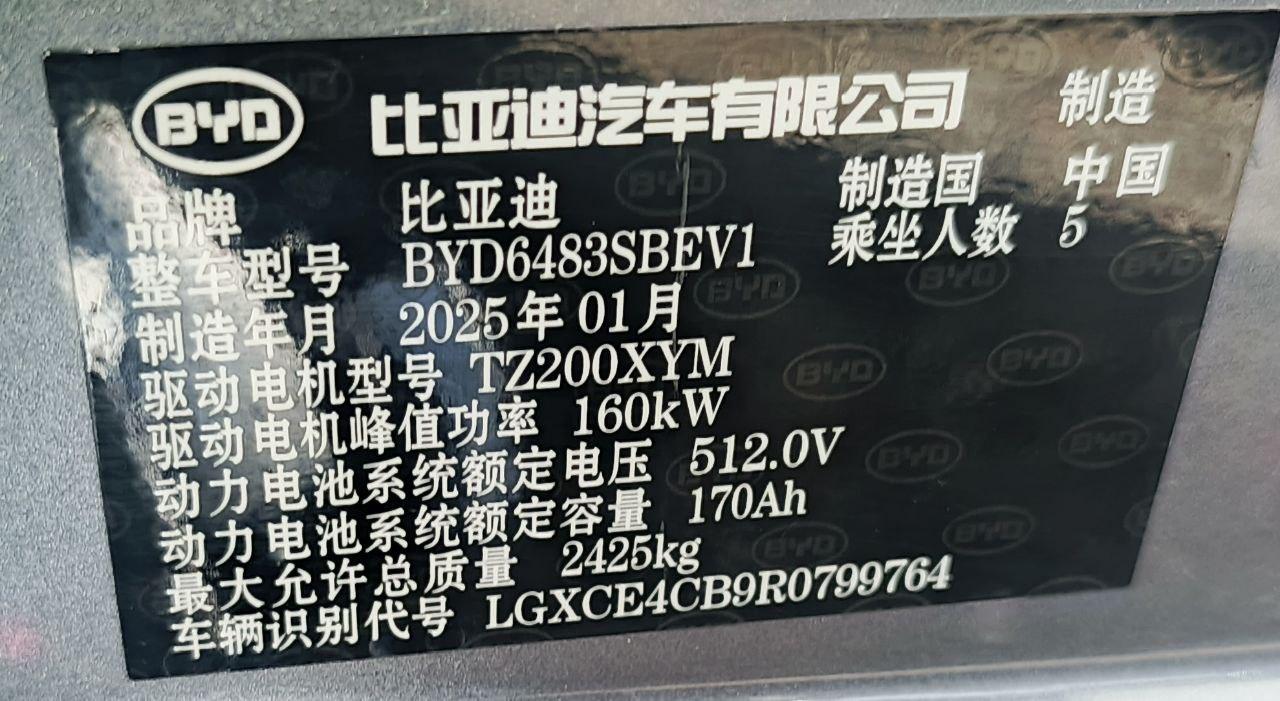 BYD 比亚迪汽车有限公司 制造
品牌 比亚迪 制造国 中国
整车型号 BYD6483SBEV1 乘坐人数 5
制造年月 2025年01月
驱动电机型号 TZ200XYM
驱动电机峰值功率 160kW
动力电池系统额定电压 512.0V
动力电池系统额定容量 170Ah
最大允许总质量 2425kg
车辆识别代号 LGXCE4CB9R0799764